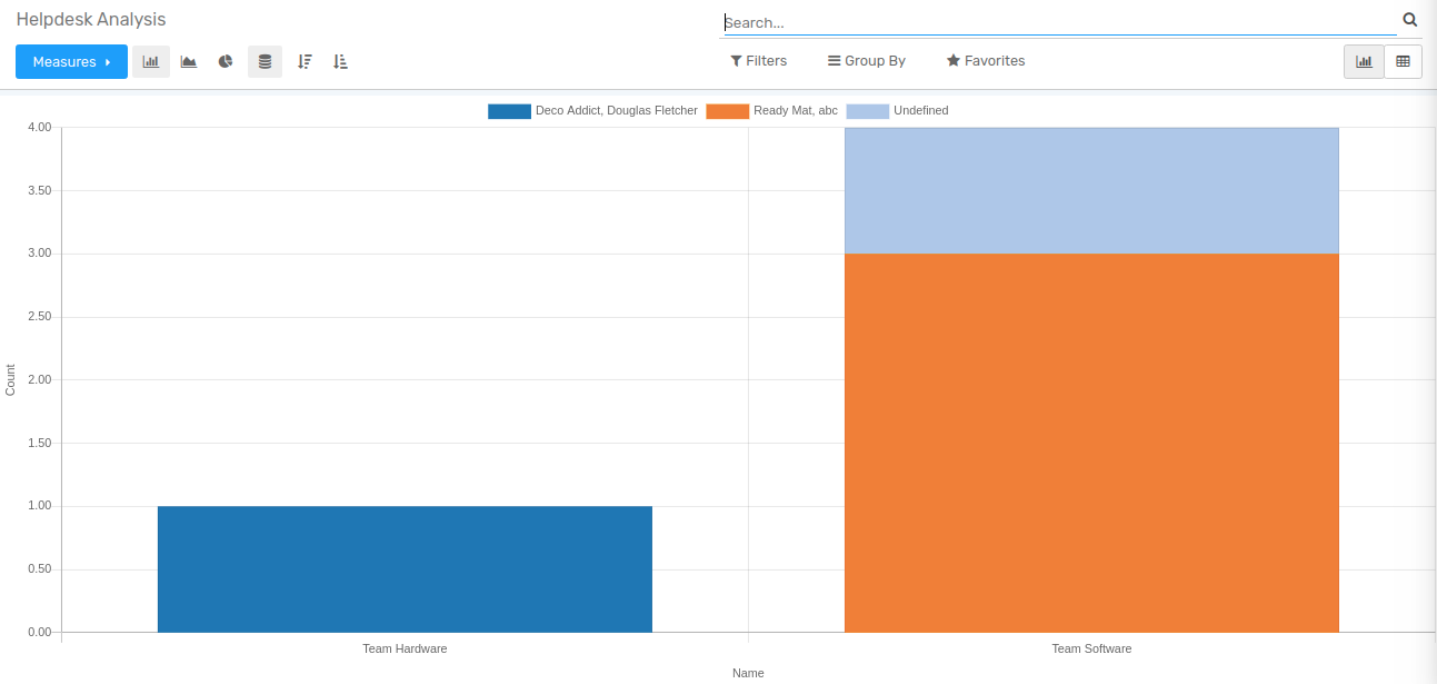 Helpdesk Analysis
Search...
Measures
Filters
Group By
Favorites
Deco Addict, Douglas Fletcher
Ready Mat, abc
Undefined
4.00
3.50
3.00
2.50
2.00
1.50
1.00
0.50
0.00
Count
Team Hardware
Team Software
Name